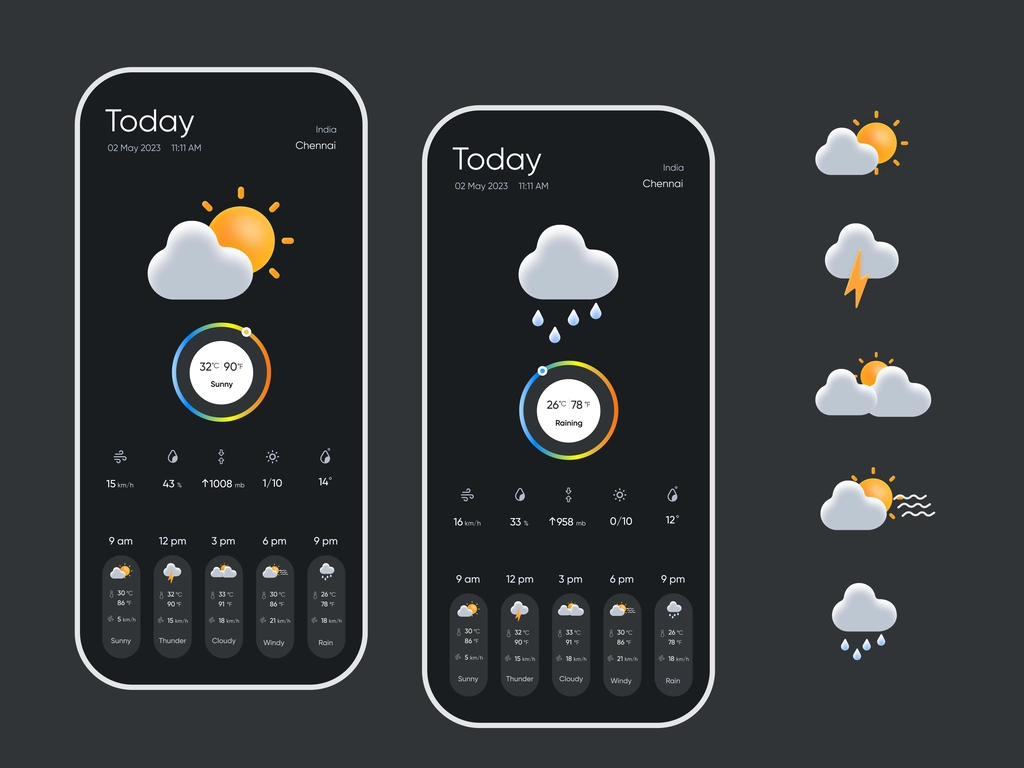 Today
India
02 May 2023 11:11 AM
Chennai
32°C | 90°F
Sunny
15 km/h 43 % ↑1008 mb 1/10 14°
9 am 12 pm 3 pm 6 pm 9 pm
30 °C 32 °C 33 °C 30 °C 26 °C
86 °F 90 °F 91 °F 86 °F 78 °F
5 km/h 15 km/h 18 km/h 21 km/h 18 km/h
Sunny Thunder Cloudy Windy Rain
Today
India
02 May 2023 11:11 AM
Chennai
26°C | 78 °F
Raining
16 km/h 33 % ↑958 mb 0/10 12°
9 am 12 pm 3 pm 6 pm 9 pm
30 °C 32 °C 33 °C 30 °C 26 °C
86 °F 90 °F 91 °F 86 °F 78 °F
5 km/h 15 km/h 18 km/h 21 km/h 18 km/h
Sunny Thunder Cloudy Windy Rain